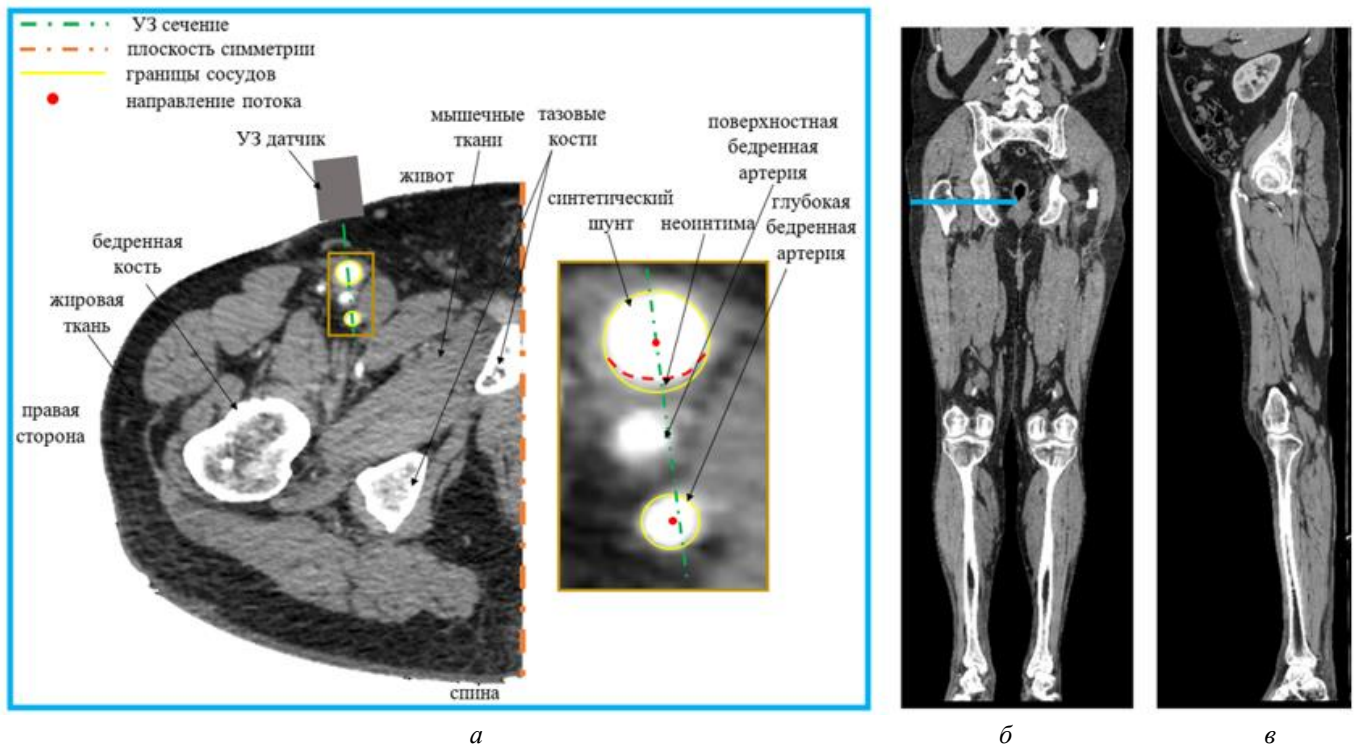 УЗ сечение
плоскость симметрии
границы сосудов
направление потока
УЗ датчик
живот
мышечные
ткани
тазовые
кости
поверхностная
бедренная
артерия
синтетический
шунт
неоинтима
глубокая
бедренная
артерия
бедренная
кость
жировая
ткань
правая
сторона
спина
а
б
в